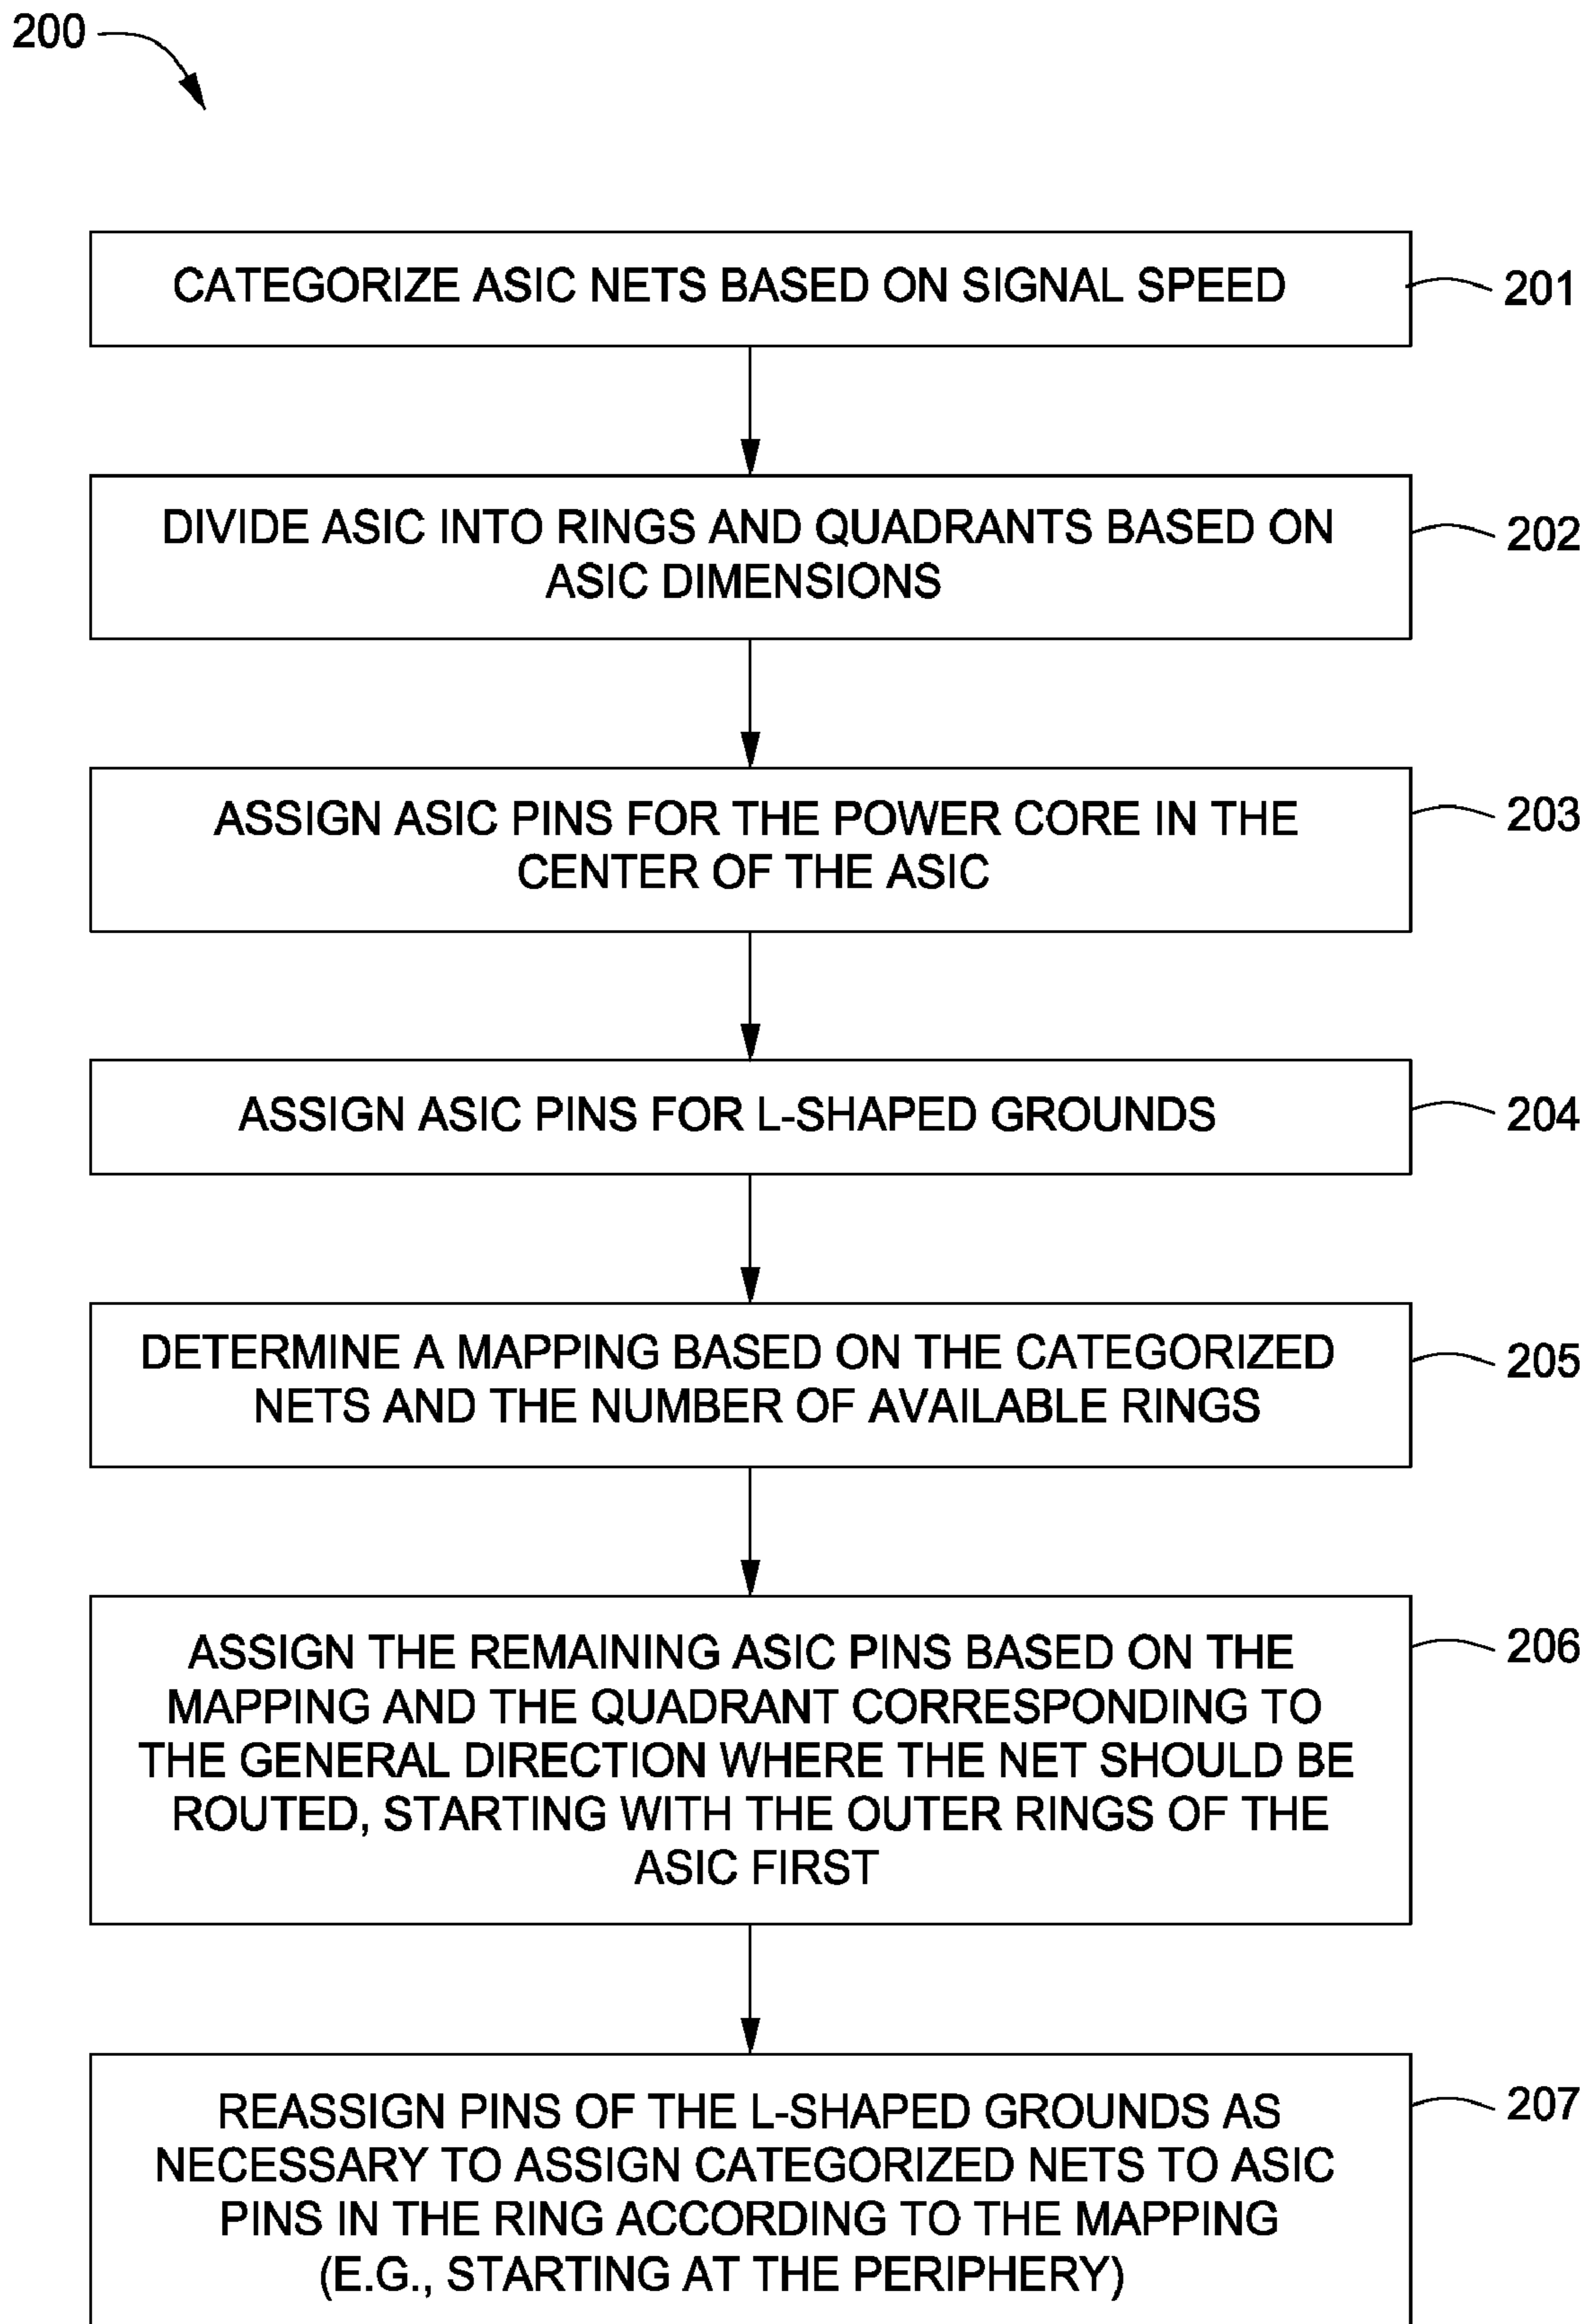 200
CATEGORIZE ASIC NETS BASED ON SIGNAL SPEED
201
DIVIDE ASIC INTO RINGS AND QUADRANTS BASED ON
ASIC DIMENSIONS
202
ASSIGN ASIC PINS FOR THE POWER CORE IN THE
CENTER OF THE ASIC
203
ASSIGN ASIC PINS FOR L-SHAPED GROUNDS
204
DETERMINE A MAPPING BASED ON THE CATEGORIZED
NETS AND THE NUMBER OF AVAILABLE RINGS
205
ASSIGN THE REMAINING ASIC PINS BASED ON THE
MAPPING AND THE QUADRANT CORRESPONDING TO
THE GENERAL DIRECTION WHERE THE NET SHOULD BE
ROUTED, STARTING WITH THE OUTER RINGS OF THE
ASIC FIRST
206
REASSIGN PINS OF THE L-SHAPED GROUNDS AS
NECESSARY TO ASSIGN CATEGORIZED NETS TO ASIC
PINS IN THE RING ACCORDING TO THE MAPPING
(E.G., STARTING AT THE PERIPHERY)
207